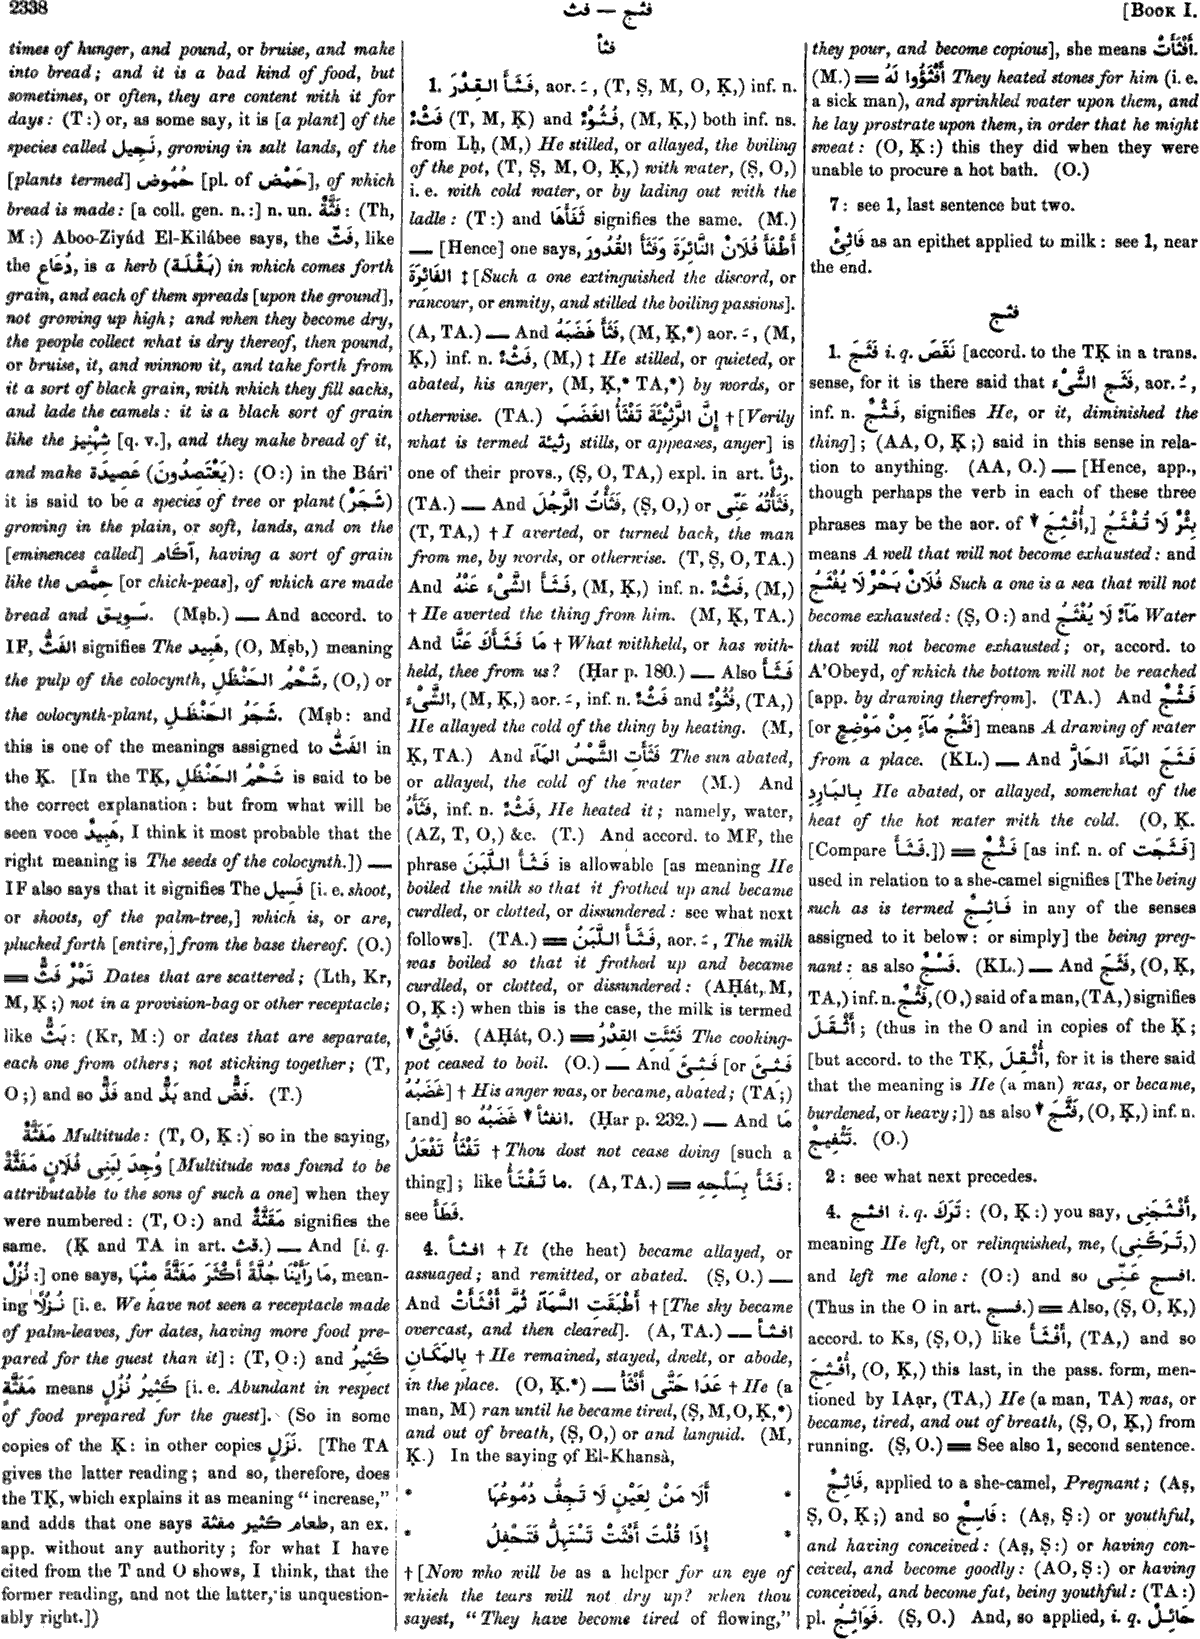 2338
فث — فثج
[BOOK I.
times of hunger, and pound, or bruise, and make
into bread; and it is a bad kind of food, but
sometimes, or often, they are content with it for
days: (T:) or, as some say, it is [a plant] of the
species called نَجِيل, growing in salt lands, of the
[plants termed] حُمُوض [pl. of حَمْض], of which
bread is made: [a coll. gen. n.:] n. un. فَثَّةٌ: (Th,
M:) Aboo-Ziyád El-Kilábee says, the فَثّ, like
the دُعَاع, is a herb (بَقْلَة) in which comes forth
grain, and each of them spreads [upon the ground],
not growing up high; and when they become dry,
the people collect what is dry thereof, then pound,
or bruise, it, and winnow it, and take forth from
it a sort of black grain, with which they fill sacks,
and lade the camels: it is a black sort of grain
like the شِهْنِيز [q. v.], and they make bread of it,
and make عَصِيدَة (يَعْتَصِدُونَ): (O:) in the Bári'
it is said to be a species of tree or plant (شَجَرٌ)
growing in the plain, or soft, lands, and on the
[eminences called] آكَام, having a sort of grain
like the حِمَّص [or chick-peas], of which are made
bread and سَوِيق. (Mṣb.) — And accord. to
IF, الفَثُّ signifies The هَبِيد, (O, Mṣb,) meaning
the pulp of the colocynth, شَحْمُ الحَنْظَلِ, (O,) or
the colocynth-plant, شَجَرُ الحَنْظَلِ. (Mṣb: and
this is one of the meanings assigned to الفَثُّ in
the Ḳ. [In the TḲ, شَحْمُ الحَنْظَلِ is said to be
the correct explanation: but from what will be
seen voce هَبِيدٌ, I think it most probable that the
right meaning is The seeds of the colocynth.]) —
IF also says that it signifies The فَسِيل [i. e. shoot,
or shoots, of the palm-tree,] which is, or are,
plucked forth [entire,] from the base thereof. (O.)
═ تَمْرٌ فَثٌّ Dates that are scattered; (Lth, Kr,
M, Ḳ;) not in a provision-bag or other receptacle;
like بَثٌّ: (Kr, M:) or dates that are separate,
each one from others; not sticking together; (T,
O;) and so فَذٌّ and بَذٌّ and فَضٌّ. (T.)
مَفَثَّةٌ Multitude: (T, O, Ḳ:) so in the saying,
وُجِدَ لِبَنِى فُلَانٍ مَفَثَّةٌ [Multitude was found to be
attributable to the sons of such a one] when they
were numbered: (T, O:) and مَقَثَّةٌ signifies the
same. (Ḳ and TA in art. قث.) — And [i. q.
نُزُلٌ:] one says, مَا رَأَيْنَا جُلَّةً أَكْثَرَ مَفَثَّةً مِنْهَا, mean-
ing نُزُلًا [i. e. We have not seen a receptacle made
of palm-leaves, for dates, having more food pre-
pared for the guest than it]: (T, O:) and كَثِيرُ
مَفَثَّةٍ means كَثِيرُ نُزُلٍ [i. e. Abundant in respect
of food prepared for the guest]. (So in some
copies of the Ḳ: in other copies نَزَلٍ. [The TA
gives the latter reading; and so, therefore, does
the TḲ, which explains it as meaning “increase,”
and adds that one says طعام كثير مفثة, an ex.
app. without any authority; for what I have
cited from the T and O shows, I think, that the
former reading, and not the latter, is unquestion-
ably right.])
فثأ
1. فَثَأَ القِدْرَ, aor. ـَ, (T, Ṣ, M, O, Ḳ,) inf. n.
فَثْءٌ (T, M, Ḳ) and فُثُوْءٌ, (M, Ḳ,) both inf. ns.
from Lḥ, (M,) He stilled, or allayed, the boiling
of the pot, (T, Ṣ, M, O, Ḳ,) with water, (Ṣ, O,)
i. e. with cold water, or by lading out with the
ladle: (T:) and ثَفَأَهَا signifies the same. (M.)
— [Hence] one says, أَطْفَأَ فُلَانٌ النَّائِرَةَ وَفَثَأَ القُدُورَ
الفَائِرَةَ ‡ [Such a one extinguished the discord, or
rancour, or enmity, and stilled the boiling passions].
(A, TA.) — And فَثَأَ غَضَبَهُ, (M, Ḳ,*) aor. ـَ, (M,
Ḳ,) inf. n. فَثْءٌ, (M,) ‡ He stilled, or quieted, or
abated, his anger, (M, Ḳ,* TA,*) by words, or
otherwise. (TA.) إِنَّ الرَّثِيْئَةَ تَفْثَأُ الغَضَبَ † [Verily
what is termed رثيئة stills, or appeases, anger] is
one of their provs., (Ṣ, O, TA,) expl. in art. رثأ.
(TA.) — And فَثَأْتُ الرَّجُلَ, (Ṣ, O,) or فَثَأْتُهُ عَنِّى,
(T, TA,) † I averted, or turned back, the man
from me, by words, or otherwise. (T, Ṣ, O, TA.)
And فَثَأَ الشَّىْءَ عَنْهُ, (M, Ḳ,) inf. n. فَثْءٌ, (M,)
† He averted the thing from him. (M, Ḳ, TA.)
And مَا فَثَأَكَ عَنَّا † What withheld, or has with-
held, thee from us? (Ḥar p. 180.) — Also فَثَأَ
الشَّىْءَ, (M, Ḳ,) aor. ـَ, inf. n. فَثْءٌ and فُثُوْءٌ, (TA,)
He allayed the cold of the thing by heating. (M,
Ḳ, TA.) And فَثَأَتِ الشَّمْسُ المَآءَ The sun abated,
or allayed, the cold of the water (M.) And
فَثَأَهُ, inf. n. فَثْءٌ, He heated it; namely, water,
(AZ, T, O,) &c. (T.) And accord. to MF, the
phrase فَثَأَ اللَّبَنَ is allowable [as meaning He
boiled the milk so that it frothed up and became
curdled, or clotted, or dissundered: see what next
follows]. (TA.) ═ فَثَأَ اللَّبَنُ, aor. ـَ, The milk
was boiled so that it frothed up and became
curdled, or clotted, or dissundered: (AḤát, M,
O, Ḳ:) when this is the case, the milk is termed
فَاثِئٌ. (AḤát, O.) ═ فَثِئَتِ القِدْرُ The cooking-
pot ceased to boil. (O.) — And فَثِئَ [or فَثِئَ
غَضَبُهُ] † His anger was, or became, abated; (TA;)
[and] so انفثأ غَضَبُهُ. (Ḥar p. 232.) — And مَا
تَفْثَأُ تَفْعَلُ † Thou dost not cease doing [such a
thing]; like ما تَفْتَأُ. (A, TA.) ═ فَثَأَ بِسَلْحِهِ:
see فَطَأَ.
4. افثأ † It (the heat) became allayed, or
assuaged; and remitted, or abated. (Ṣ, O.) —
And أَطْبَقَتِ السَّمَآءُ ثُمَّ أَفْثَأَتْ † [The sky became
overcast, and then cleared]. (A, TA.) — افثأ
بِالمَكَانِ † He remained, stayed, dwelt, or abode,
in the place. (O, Ḳ.*) — عَدَا حَتَّى أَفْثَأَ † He (a
man, M) ran until he became tired, (Ṣ, M, O, Ḳ,*)
and out of breath, (Ṣ, O,) or and languid. (M,
Ḳ.) In the saying of El-Khansà,
* أَلَا مَنْ لِعَيْنٍ لَا تَجِفُّ دُمُوعُهَا *
* إِذَا قُلْتَ أَفْثَتْ تَسْتَهِلُّ فَتَحْفِلُ *
† [Now who will be as a helper for an eye of
which the tears will not dry up? when thou
sayest, “They have become tired of flowing,”
they pour, and become copious], she means أَفْثَأَتْ.
(M.) ═ أَفْثَؤُوا لَهُ They heated stones for him (i. e.
a sick man), and sprinkled water upon them, and
he lay prostrate upon them, in order that he might
sweat: (O, Ḳ:) this they did when they were
unable to procure a hot bath. (O.)
7: see 1, last sentence but two.
فَاثِئٌ as an epithet applied to milk: see 1, near
the end.
فثج
1. فَثَجَ i. q. نَقَصَ [accord. to the TḲ in a trans.
sense, for it is there said that فَثَجَ الشَّىْءَ, aor. ـُ,
inf. n. فَثْجٌ, signifies He, or it, diminished the
thing]; (AA, O, Ḳ;) said in this sense in rela-
tion to anything. (AA, O.) — [Hence, app.,
though perhaps the verb in each of these three
phrases may be the aor. of أُفْثِجَ,] بِئْرٌ لَا تُفْثَجُ
means A well that will not become exhausted: and
فُلَانٌ بَحْرٌ لَا يُفْثَجُ Such a one is a sea that will not
become exhausted: (Ṣ, O:) and مَآءٌ لَا يُفْثَجُ Water
that will not become exhausted; or, accord. to
A'Obeyd, of which the bottom will not be reached
[app. by drawing therefrom]. (TA.) And فَثْجٌ
[or فَثْجُ مَآءٍ مِنْ مَوْضِعٍ] means A drawing of water
from a place. (KL.) — And فَثَجَ المَآءَ الحَارَّ
بِالبَارِدِ He abated, or allayed, somewhat of the
heat of the hot water with the cold. (O, Ḳ.
[Compare فَثَأَ.]) ═ فَثْجٌ [as inf. n. of فَثَجَت]
used in relation to a she-camel signifies [The being
such as is termed فَاثِجٌ in any of the senses
assigned to it below: or simply] the being preg-
nant: as also فَسْجٌ. (KL.) — And فَثَجَ, (O, Ḳ,
TA,) inf. n. فَثْجٌ, (O,) said of a man, (TA,) signifies
أَثْقَلَ; (thus in the O and in copies of the Ḳ;
[but accord. to the TḲ, أُثْقِلَ, for it is there said
that the meaning is He (a man) was, or became,
burdened, or heavy;]) as also فَثَّجَ, (O, Ḳ,) inf. n.
تَفْثِيجٌ. (O.)
2: see what next precedes.
4. افثج i. q. تَرَكَ: (O, Ḳ:) you say, أَفْثَجَنِى,
meaning He left, or relinquished, me, (تَرَكَنِى,)
and left me alone: (O:) and so افسج عَنِّى.
(Thus in the O in art. فسج.) ═ Also, (Ṣ, O, Ḳ,)
accord. to Ks, (Ṣ, O,) like أَفْثَأَ, (TA,) and so
أُفْثِجَ, (O, Ḳ,) this last, in the pass. form, men-
tioned by IAạr, (TA,) He (a man, TA) was, or
became, tired, and out of breath, (Ṣ, O, Ḳ,) from
running. (Ṣ, O.) ═ See also 1, second sentence.
فَاثِجٌ, applied to a she-camel, Pregnant; (Aṣ,
Ṣ, O, Ḳ;) and so فَاسِجٌ: (Aṣ, Ṣ:) or youthful,
and having conceived: (Aṣ, Ṣ:) or having con-
ceived, and become goodly: (AO, Ṣ:) or having
conceived, and become fat, being youthful: (TA:)
pl. فَوَاثِجُ. (Ṣ, O.) And, so applied, i. q. حَائِلٌ